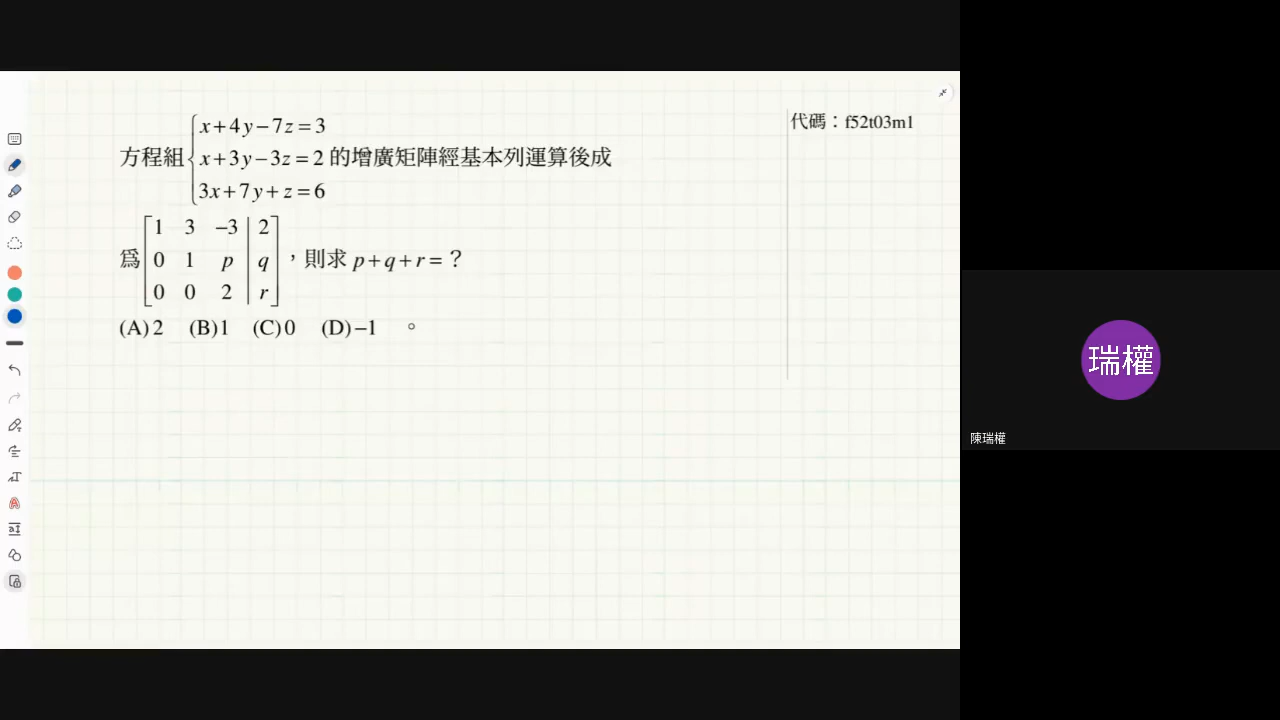 代碼：f52t03m1
x+4y−7z=3
方程組 x+3y−3z=2 的增廣矩陣經基本列運算後成
3x+7y+z=6
1 3 −3 2
為 0 1 p q ，則求 p+q+r=？
0 0 2 r
(A)2 (B)1 (C)0 (D)−1 。
瑞權
陳瑞權